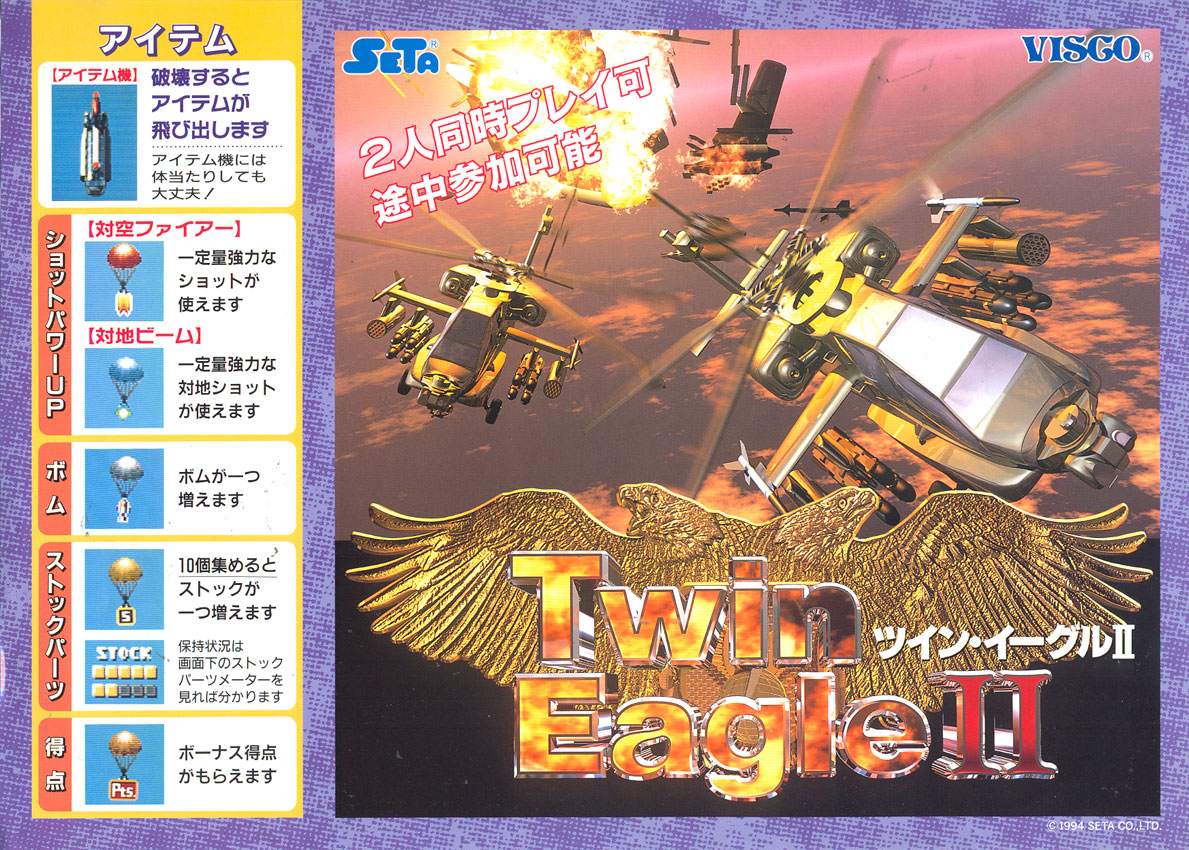 アイテム
【アイテム機】
破壊すると
アイテムが
飛び出します
アイテム機には
体当たりしても
大丈夫！
ショットパワーUP
【対空ファイアー】
一定量強力な
ショットが
使えます
【対地ビーム】
一定量強力な
対地ショット
が使えます
ボム
ボムが一つ
増えます
ストックパーツ
S
10個集めると
ストックが
一つ増えます
STOCK
保持状況は
画面下のストック
パーツメーターを
見れば分かります
得点
Pts.
ボーナス得点
がもらえます
SETA®
VISCO®
2人同時プレイ可
途中参加可能
Twin
ツイン・イーグルII
Eagle II
©1994 SETA CO.,LTD.